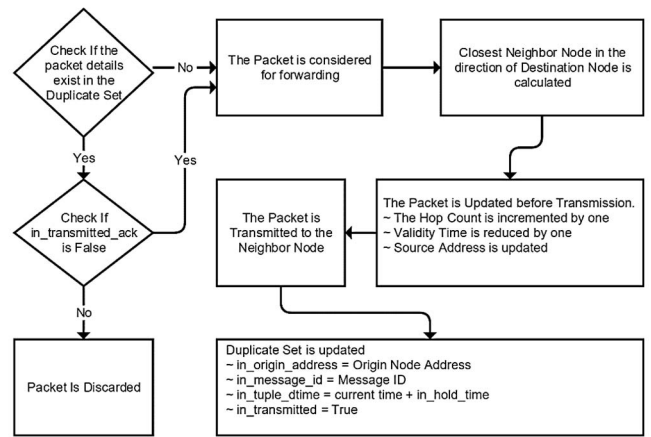 Check If the
packet details
exist in the
Duplicate Set
No
The Packet is considered
for forwarding
Closest Neighbor Node in the
direction of Destination Node is
calculated
Yes
Yes
Check If
in_transmitted_ack
is False
The Packet is
Transmitted to the
Neighbor Node
The Packet is Updated before Transmission.
~ The Hop Count is incremented by one
~ Validity Time is reduced by one
~ Source Address is updated
No
Packet Is Discarded
Duplicate Set is updated
~ in_origin_address = Origin Node Address
~ in_message_id = Message ID
~ in_tuple_dtime = current time + in_hold_time
~ in_transmitted = True